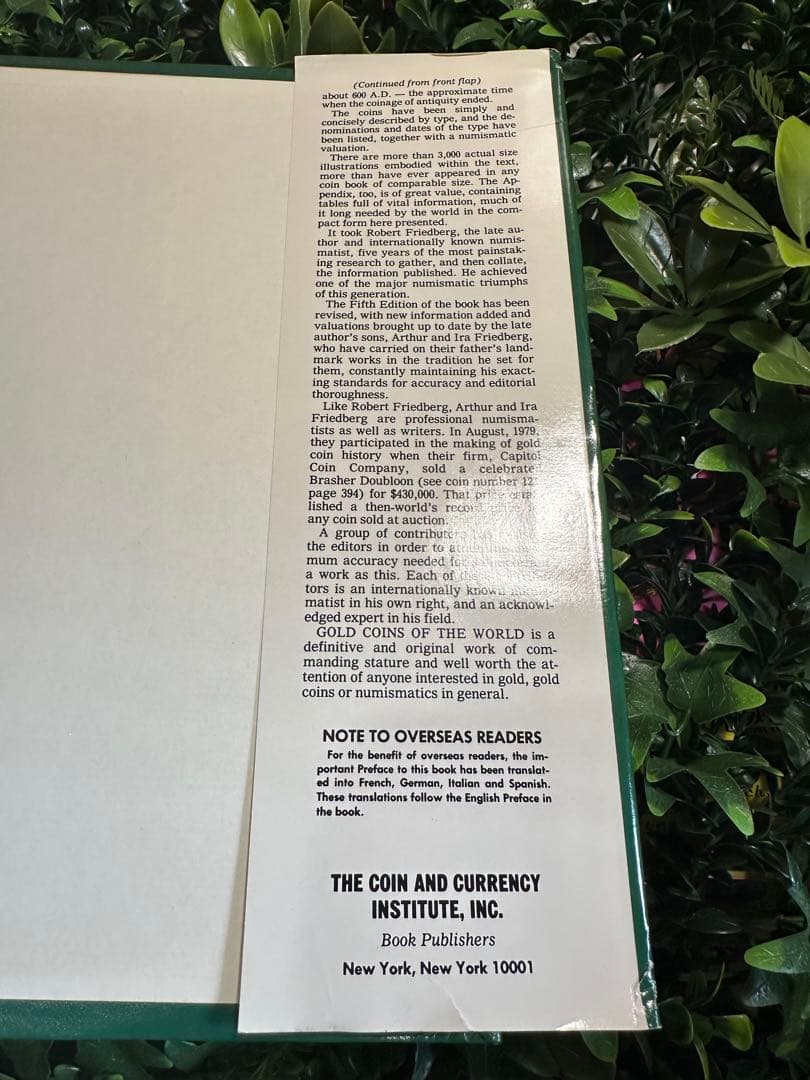 (Continued from front flap)
about 600 A.D. — the approximate time
when the coinage of antiquity ended.
The coins have been simply and
concisely described by type, and the de-
nominations and dates of the type have
been listed, together with a numismatic
valuation.
There are more than 3,000 actual size
illustrations embodied within the text,
more than have ever appeared in any
coin book of comparable size. The Ap-
pendix, too, is of great value, containing
tables full of vital information, much of
it long needed by the world in the com-
pact form here presented.
It took Robert Friedberg, the late au-
thor and internationally known numis-
matist, five years of the most painstak-
ing research to gather, and then collate,
the information published. He achieved
one of the major numismatic triumphs
of this generation.
The Fifth Edition of the book has been
revised, with new information added and
valuations brought up to date by the late
author's sons, Arthur and Ira Friedberg,
who have carried on their father's land-
mark works in the tradition he set for
them, constantly maintaining his exact-
ing standards for accuracy and editorial
thoroughness.
Like Robert Friedberg, Arthur and Ira
Friedberg are professional numisma-
tists as well as writers. In August, 1979,
they participated in the making of gold
coin history when their firm, Capitol
Coin Company, sold a celebrate
Brasher Doubloon (see coin number 12
page 394) for $430,000. That price
lished a then-world's record
any coin sold at auction.
A group of
the editors in order to
mum accuracy needed
a work as this. Each of
tors is an internationally known
matist in his own right, and an acknowl-
edged expert in his field.
GOLD COINS OF THE WORLD is a
definitive and original work of com-
manding stature and well worth the at-
tention of anyone interested in gold, gold
coins or numismatics in general.
NOTE TO OVERSEAS READERS
For the benefit of overseas readers, the im-
portant Preface to this book has been translat-
ed into French, German, Italian and Spanish.
These translations follow the English Preface in
the book.
THE COIN AND CURRENCY
INSTITUTE, INC.
Book Publishers
New York, New York 10001